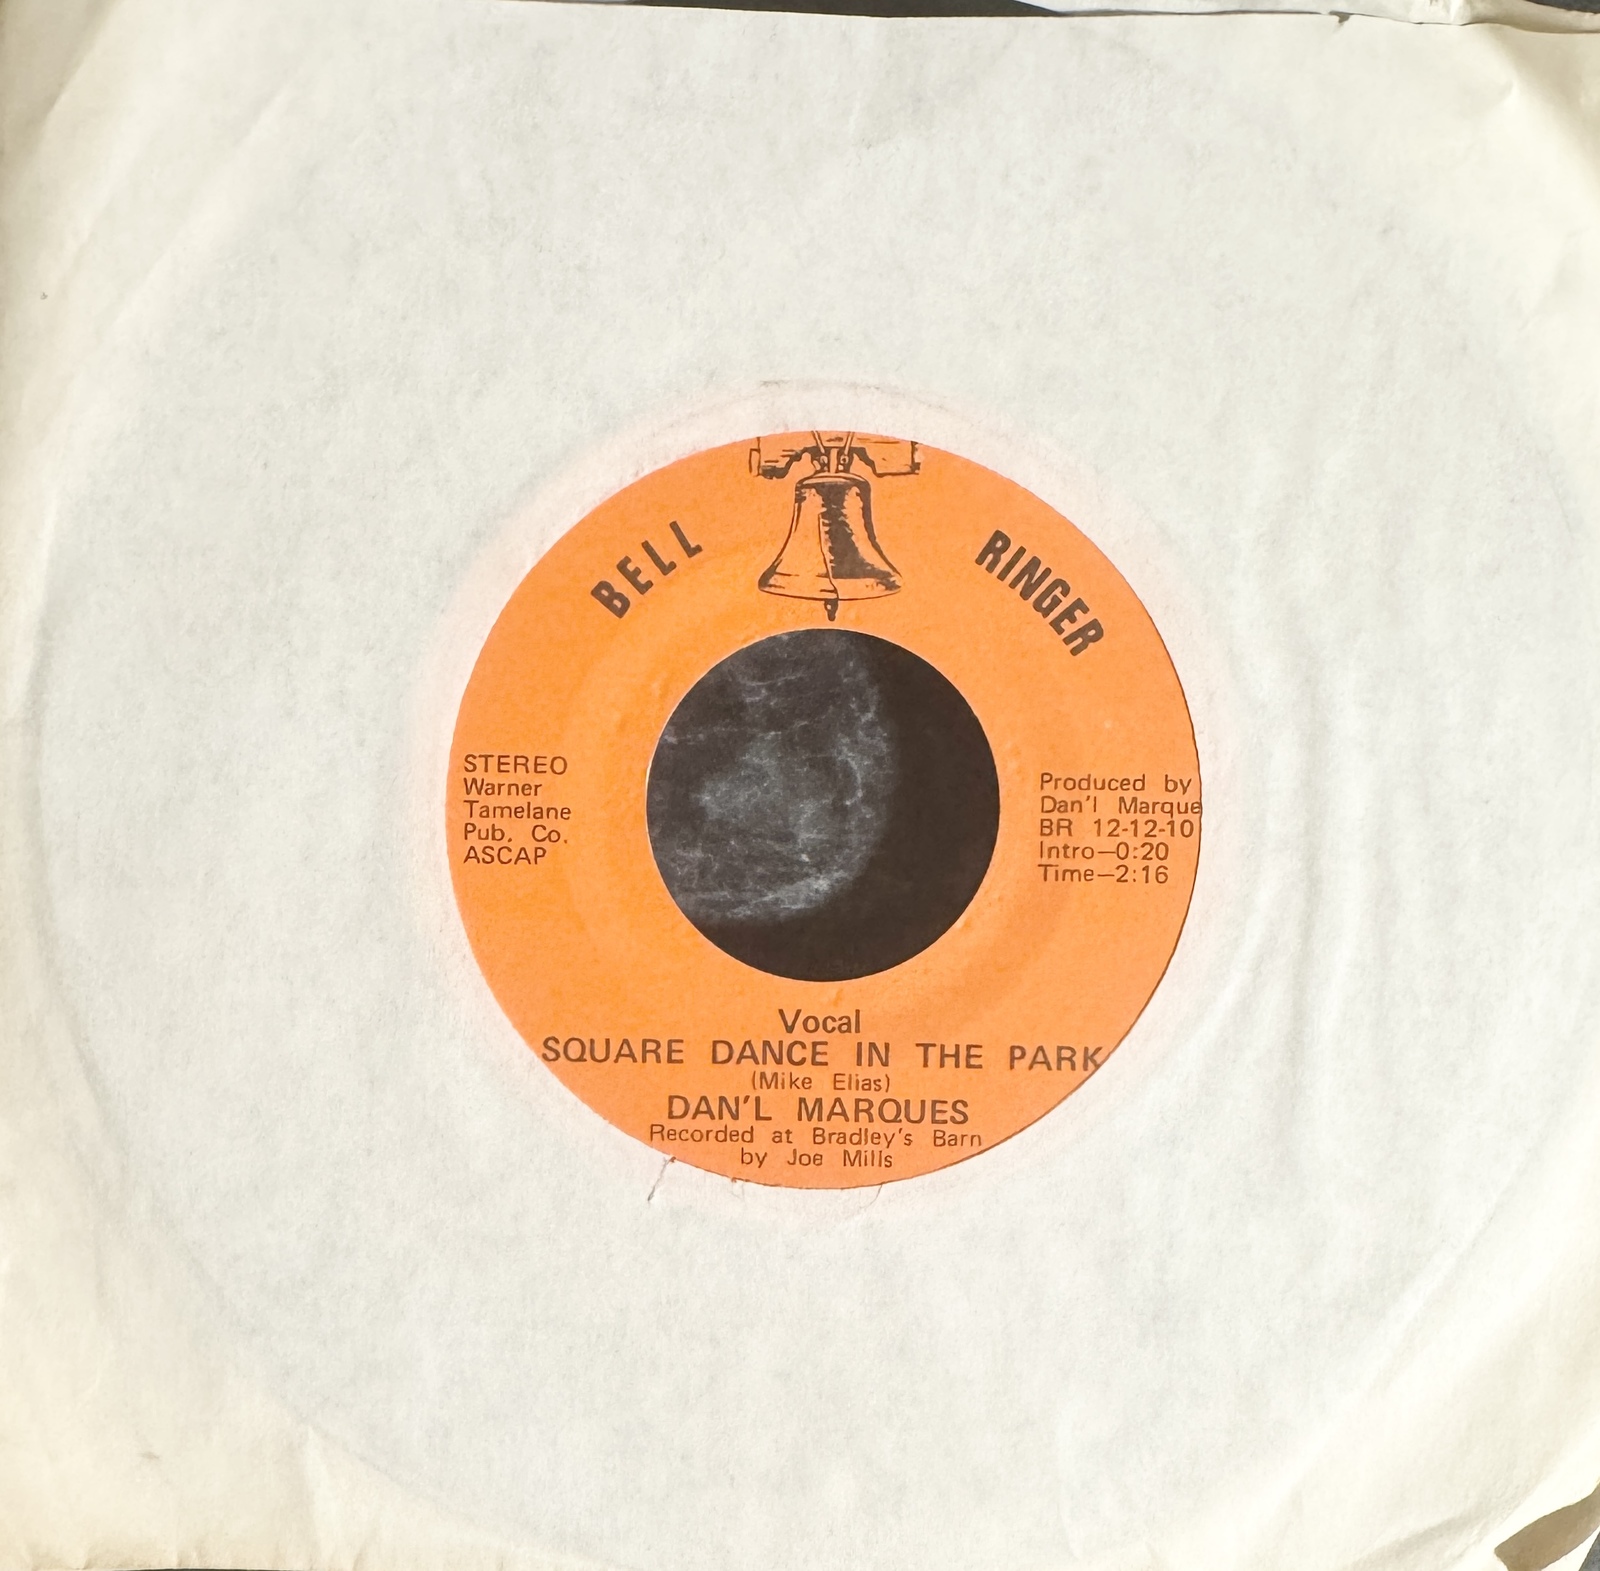 BELL RINGER
STEREO
Warner
Tamelane
Pub. Co.
ASCAP
Produced by
Dan'l Marque
BR 12-12-10
Intro—0:20
Time—2:16
Vocal
SQUARE DANCE IN THE PARK
(Mike Elias)
DAN'L MARQUES
Recorded at Bradley's Barn
by Joe Mills